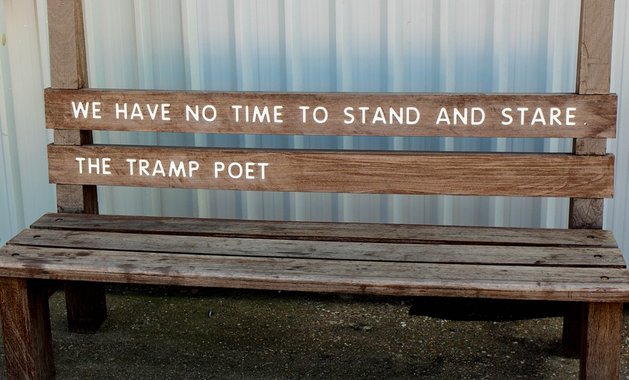 WE HAVE NO TIME TO STAND AND STARE.
THE TRAMP POET